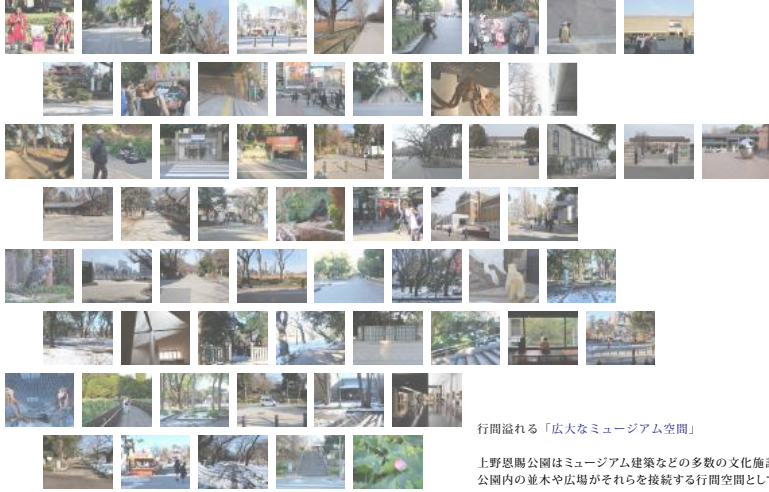 行間溢れる「広大なミュージアム空間」
上野恩賜公園はミュージアム建築などの多数の文化施設
公園内の並木や広場がそれらを接続する行間空間として